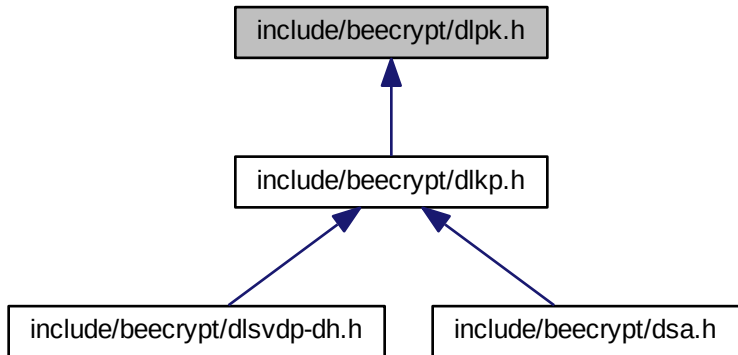 include/beecrypt/dlpk.h
include/beecrypt/dlkp.h
include/beecrypt/dlsvdp-dh.h
include/beecrypt/dsa.h